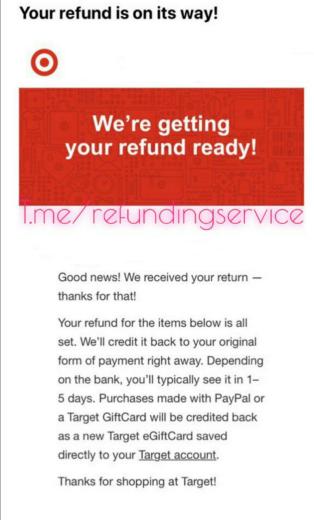 Your refund is on its way!
We're getting
your refund ready!
T.me/refundingservice
Good news! We received your return —
thanks for that!
Your refund for the items below is all
set. We'll credit it back to your original
form of payment right away. Depending
on the bank, you'll typically see it in 1–
5 days. Purchases made with PayPal or
a Target GiftCard will be credited back
as a new Target eGiftCard saved
directly to your Target account.
Thanks for shopping at Target!